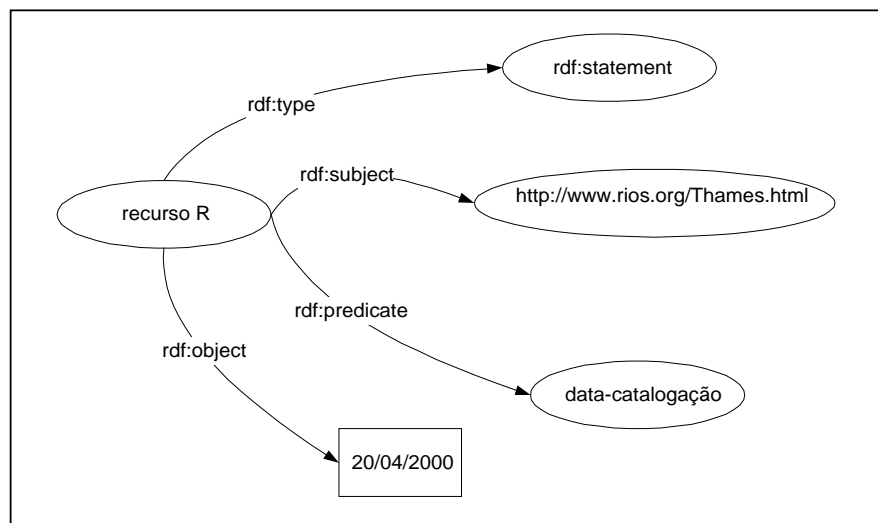 rdf:statement
rdf:type
rdf:subject
http://www.rios.org/Thames.html
recurso R
rdf:predicate
rdf:object
data-catalogação
20/04/2000